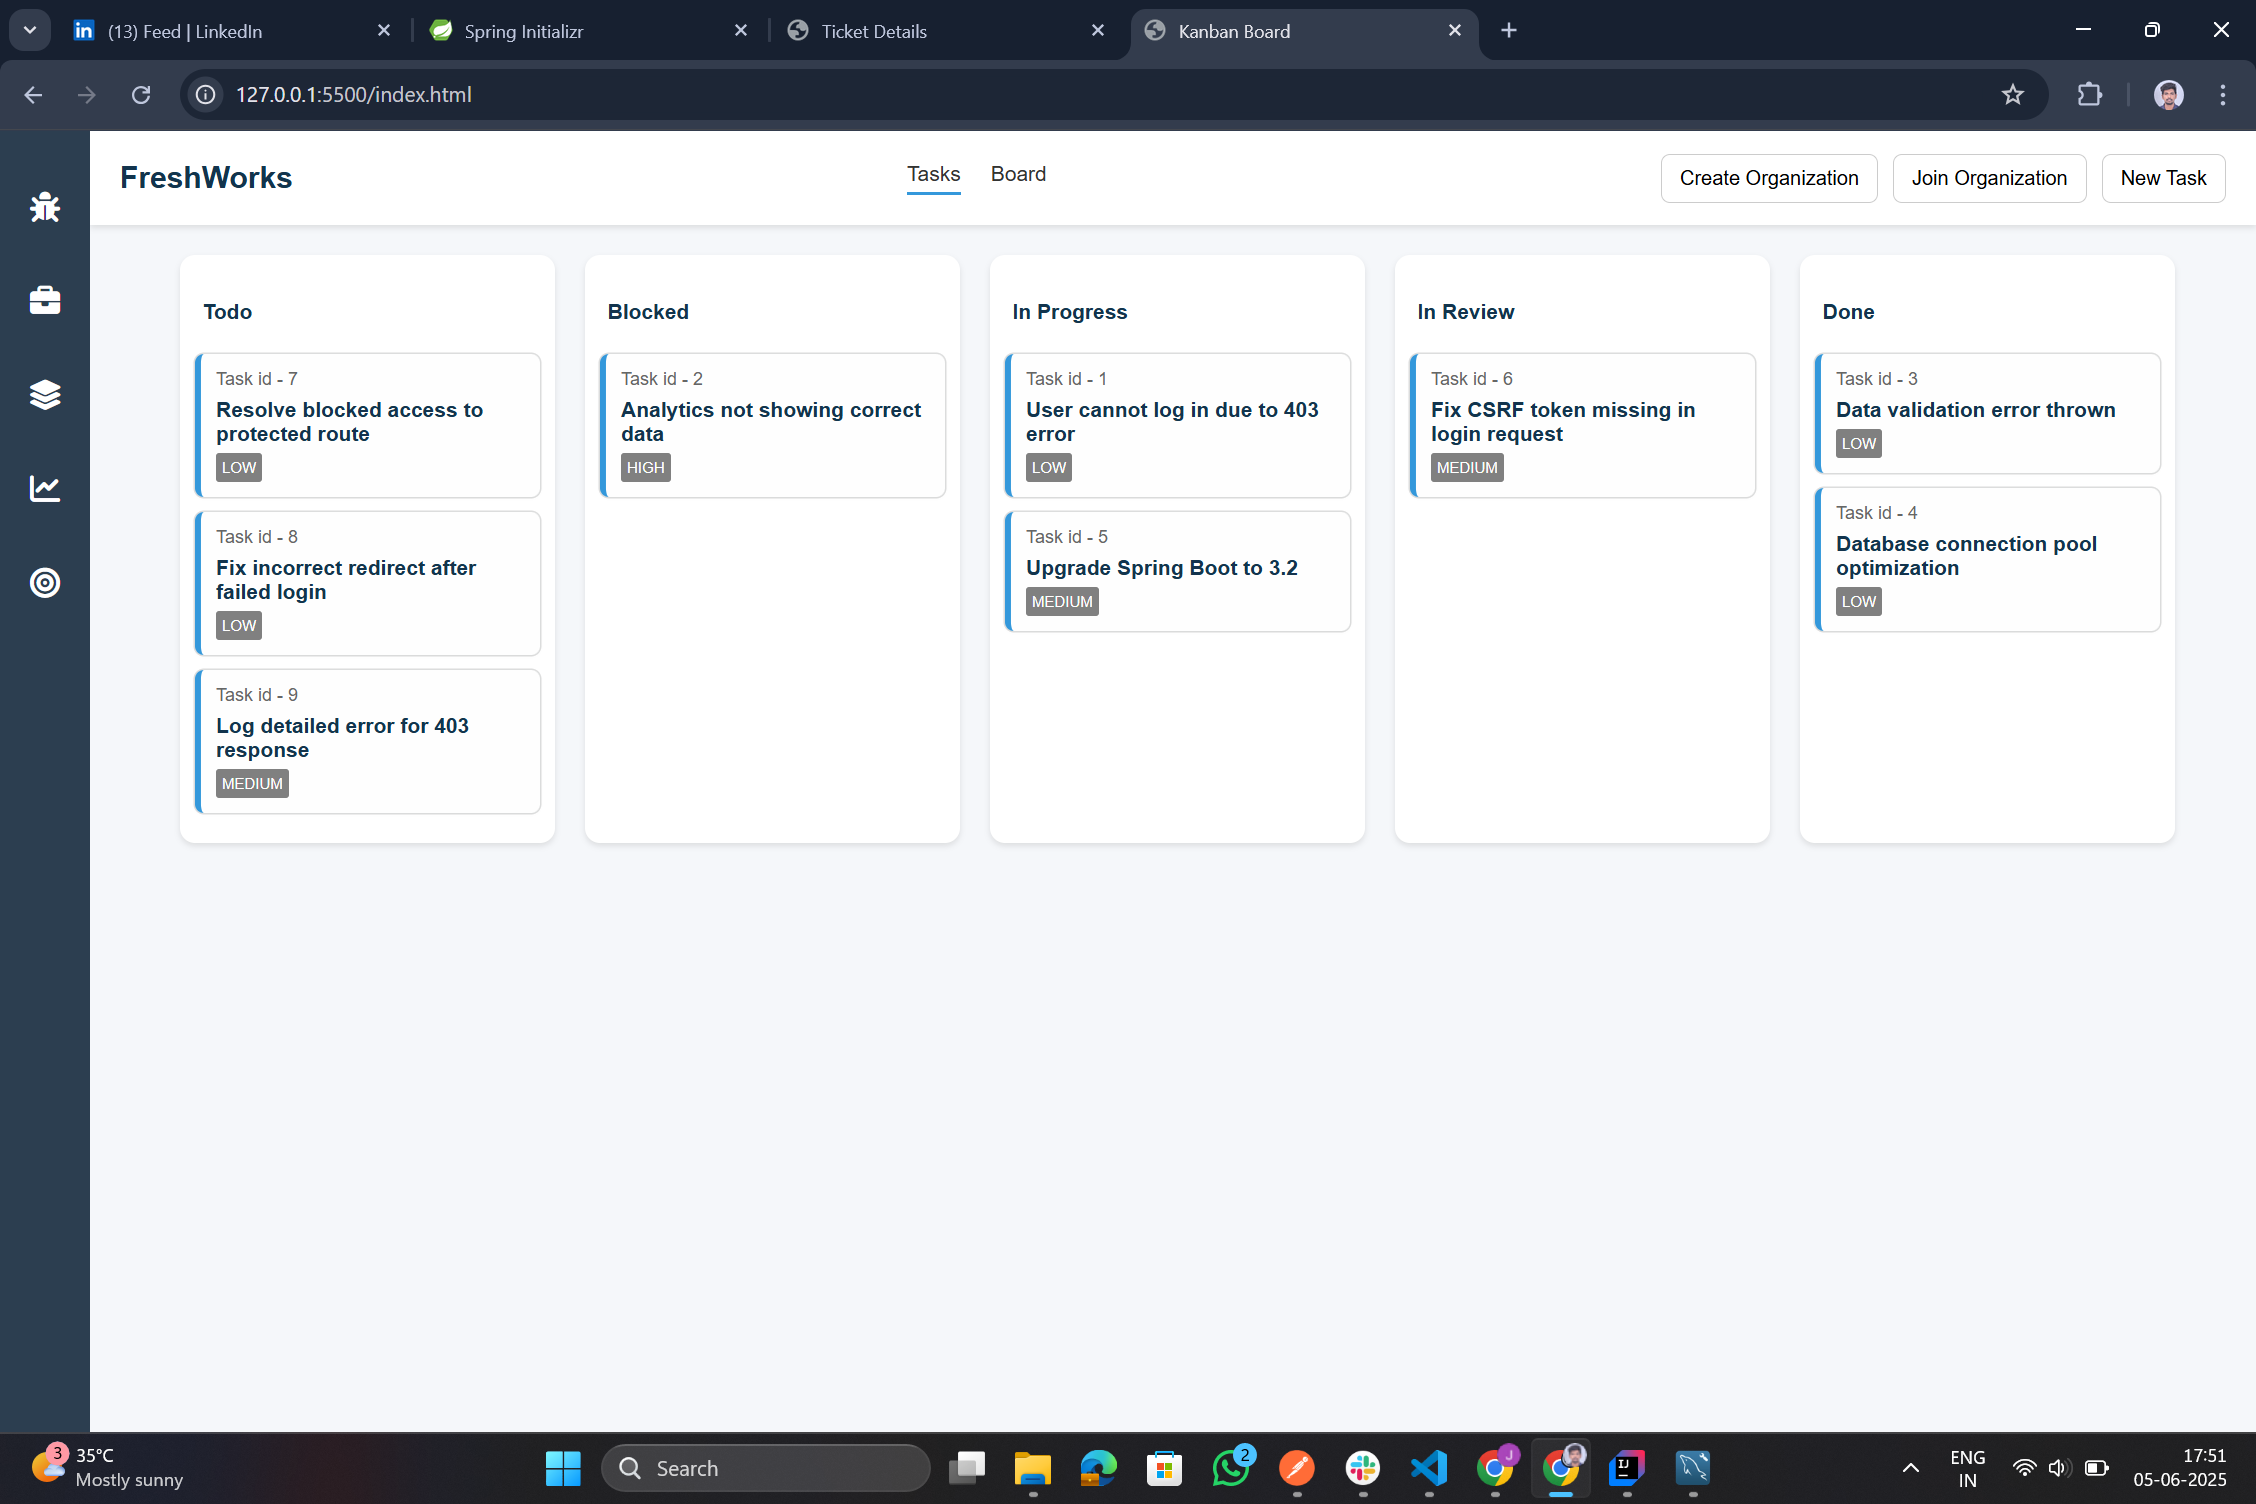 (13) Feed | LinkedIn
Spring Initializr
Ticket Details
Kanban Board
127.0.0.1:5500/index.html
FreshWorks
Tasks
Board
Create Organization
Join Organization
New Task
Todo
Task id - 7
Resolve blocked access to
protected route
LOW
Task id - 8
Fix incorrect redirect after
failed login
LOW
Task id - 9
Log detailed error for 403
response
MEDIUM
Blocked
Task id - 2
Analytics not showing correct
data
HIGH
In Progress
Task id - 1
User cannot log in due to 403
error
LOW
Task id - 5
Upgrade Spring Boot to 3.2
MEDIUM
In Review
Task id - 6
Fix CSRF token missing in
login request
MEDIUM
Done
Task id - 3
Data validation error thrown
LOW
Task id - 4
Database connection pool
optimization
LOW
3
35°C
Mostly sunny
Search
2
J
IJ
ENG
IN
17:51
05-06-2025